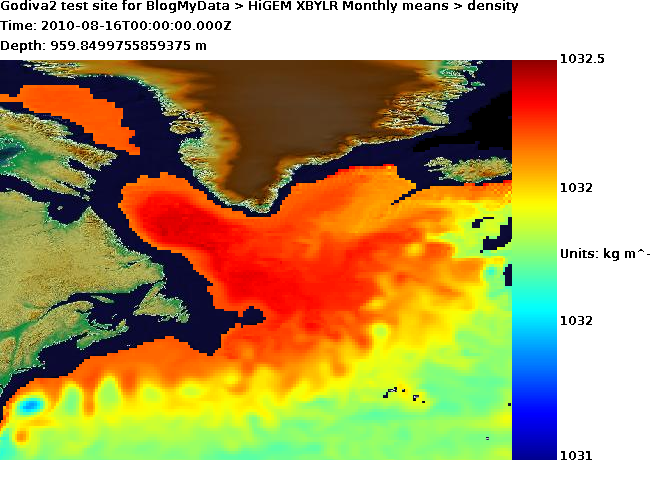 Godiva2 test site for BlogMyData > HiGEM XBYLR Monthly means > density
Time: 2010-08-16T00:00:00.000Z
Depth: 959.8499755859375 m
1032.5
1032
Units: kg m^-
1032
1031